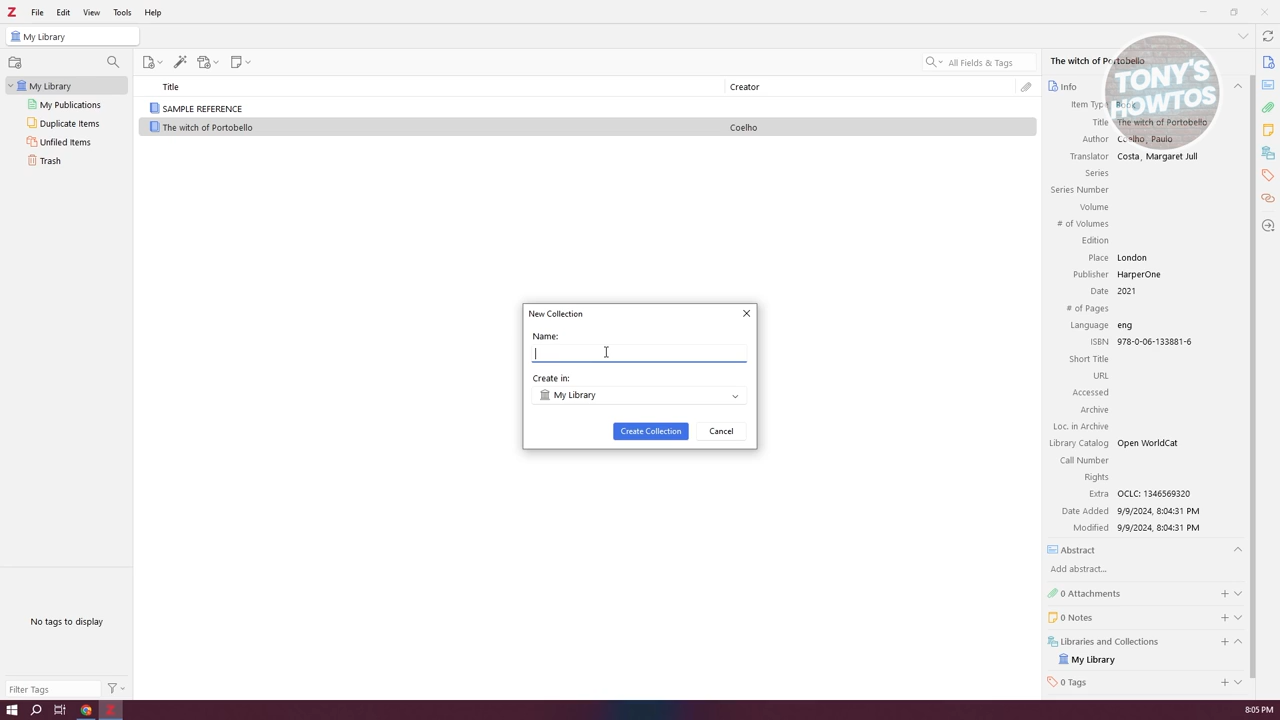 Z File Edit View Tools Help
My Library
All Fields & Tags
My Library
My Publications
Duplicate Items
Unfiled Items
Trash
Title Creator
SAMPLE REFERENCE
The witch of Portobello Coelho
New Collection
Name:
Create in:
My Library
Create Collection Cancel
The witch of Portobello
TONY'S
HOWTOS
Info
Item Type Book
Title The witch of Portobello
Author Coelho, Paulo
Translator Costa, Margaret Jull
Series
Series Number
Volume
# of Volumes
Edition
Place London
Publisher HarperOne
Date 2021
# of Pages
Language eng
ISBN 978-0-06-133881-6
Short Title
URL
Accessed
Archive
Loc. in Archive
Library Catalog Open WorldCat
Call Number
Rights
Extra OCLC: 1346569320
Date Added 9/9/2024, 8:04:31 PM
Modified 9/9/2024, 8:04:31 PM
Abstract
Add abstract...
0 Attachments
0 Notes
Libraries and Collections
My Library
0 Tags
No tags to display
Filter Tags
Z
8:05 PM